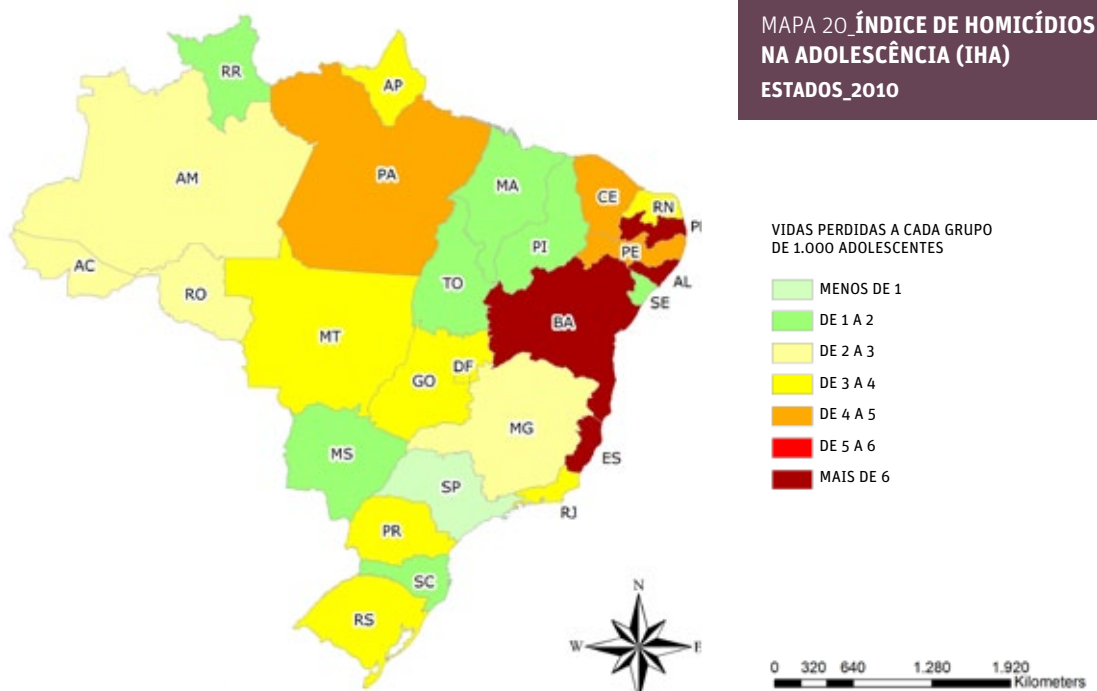 MAPA 20_ÍNDICE DE HOMICÍDIOS
NA ADOLESCÊNCIA (IHA)
ESTADOS_2010
RR
AP
AM
PA
MA
CE
RN
PI
PE
AC
RO
TO
AL
SE
BA
MT
GO
DF
MG
MS
ES
SP
RJ
PR
SC
RS
VIDAS PERDIDAS A CADA GRUPO
DE 1.000 ADOLESCENTES
MENOS DE 1
DE 1 A 2
DE 2 A 3
DE 3 A 4
DE 4 A 5
DE 5 A 6
MAIS DE 6
N
W E
0 320 640 1.280 1.920
Kilometers